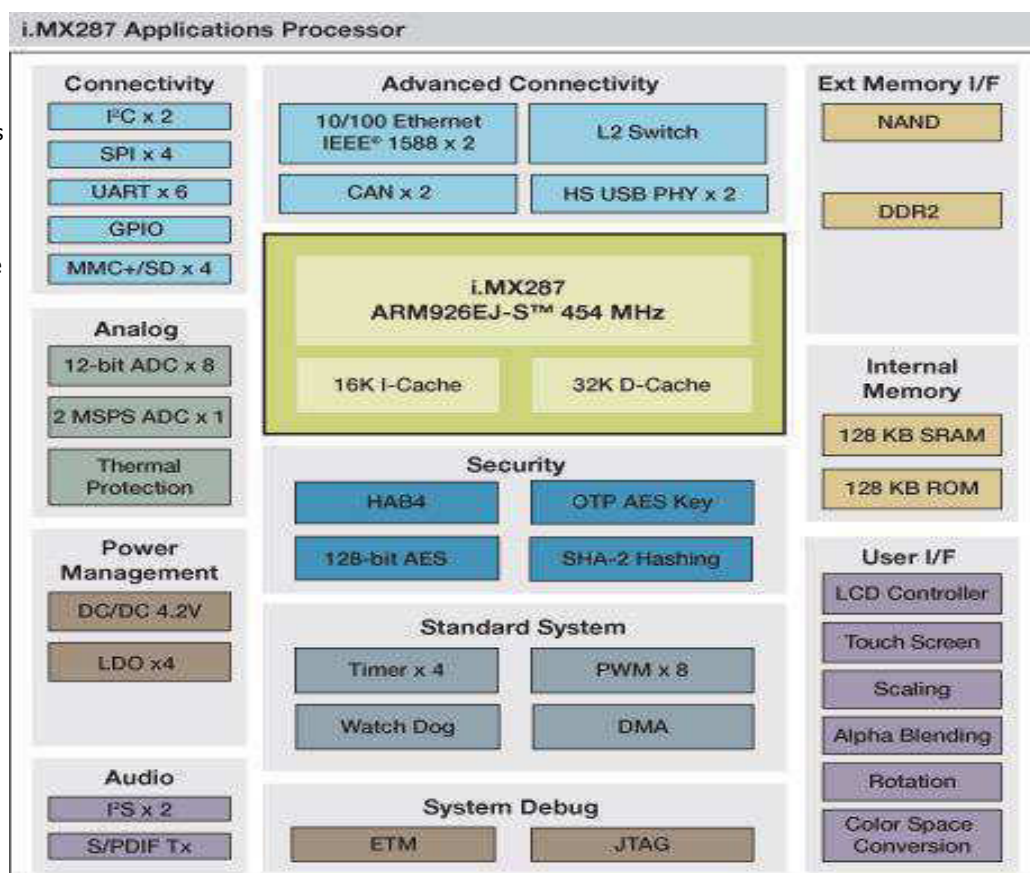 i.MX287 Applications Processor
Connectivity
I²C x 2
SPI x 4
UART x 6
GPIO
MMC+/SD x 4
Analog
12-bit ADC x 8
2 MSPS ADC x 1
Thermal
Protection
Power
Management
DC/DC 4.2V
LDO x4
Audio
I²S x 2
S/PDIF Tx
Advanced Connectivity
10/100 Ethernet
IEEE® 1588 x 2
L2 Switch
CAN x 2
HS USB PHY x 2
i.MX287
ARM926EJ-S™ 454 MHz
16K I-Cache
32K D-Cache
Security
HAB4
OTP AES Key
128-bit AES
SHA-2 Hashing
Standard System
Timer x 4
PWM x 8
Watch Dog
DMA
System Debug
ETM
JTAG
Ext Memory I/F
NAND
DDR2
Internal
Memory
128 KB SRAM
128 KB ROM
User I/F
LCD Controller
Touch Screen
Scaling
Alpha Blending
Rotation
Color Space
Conversion